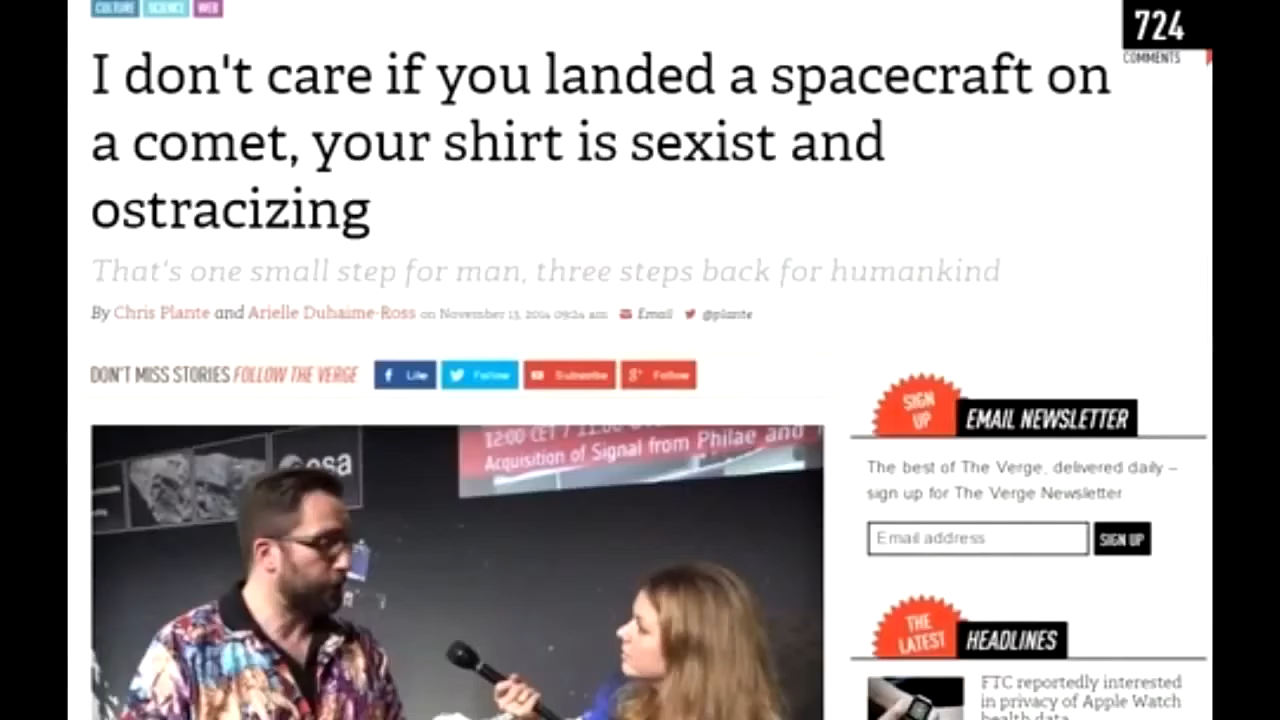 CULTURE SCIENCE WEB
724
COMMENTS
I don't care if you landed a spacecraft on
a comet, your shirt is sexist and
ostracizing
That's one small step for man, three steps back for humankind
By Chris Plante and Arielle Duhaime-Ross on November 13, 2014 09:24 am Email @plante
DON'T MISS STORIES FOLLOW THE VERGE
Like Follow Subscribe Follow
esa
12:00 CET /
Acquisition of Signal from Philae and
SIGN
UP
EMAIL NEWSLETTER
The best of The Verge, delivered daily –
sign up for The Verge Newsletter
Email address
SIGN UP
THE
LATEST
HEADLINES
FTC reportedly interested
in privacy of Apple Watch
health data